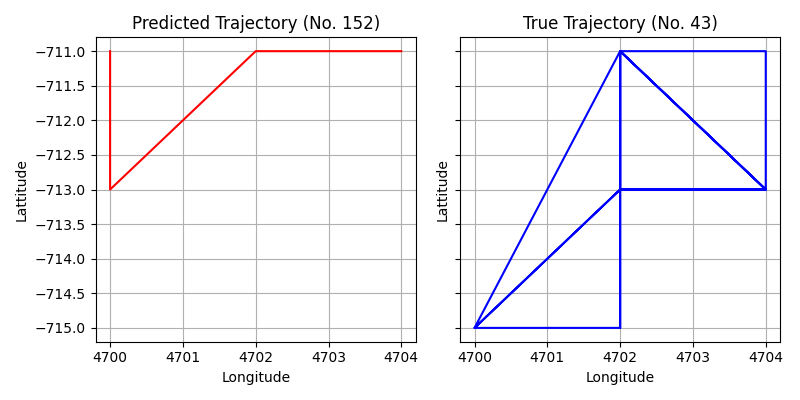 Predicted Trajectory (No. 152)
−711.0
−711.5
−712.0
−712.5
−713.0
−713.5
−714.0
−714.5
−715.0
Lattitude
4700 4701 4702 4703 4704
Longitude
True Trajectory (No. 43)
Lattitude
4700 4701 4702 4703 4704
Longitude